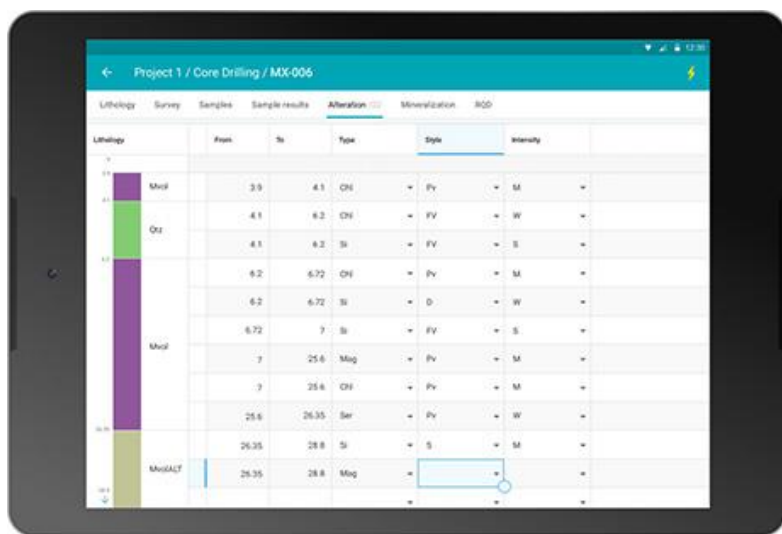 12:30
Project 1 / Core Drilling / MX-006
Lithology Survey Samples Sample results Alteration Mineralization RQD
Lithology From To Type Style Intensity
Mvol 3.9 4.1 Chl Pv M
4.1 6.2 Chl FV W
Qtz
4.1 6.2 Si FV S
6.2 6.72 Chl Pv M
6.2 6.72 Si D W
6.72 7 Si FV S
Mvol
7 25.6 Mag Pv M
7 25.6 Chl Pv M
25.6 26.35 Ser Pv W
26.35
26.35 28.8 Si S M
MvolALT 26.35 28.8 Mag